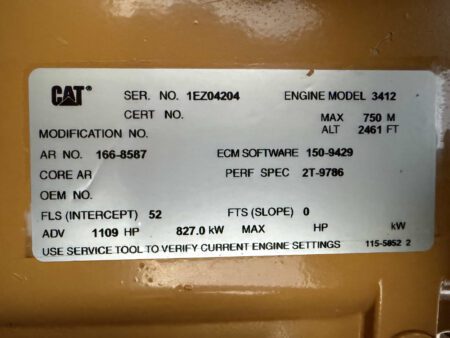 CAT® SER. NO. 1EZ04204 ENGINE MODEL 3412
CERT NO. MAX 750 M
MODIFICATION NO. ALT 2461 FT
AR NO. 166-8587 ECM SOFTWARE 150-9429
CORE AR PERF SPEC 2T-9786
OEM NO.
FLS (INTERCEPT) 52 FTS (SLOPE) 0
ADV 1109 HP 827.0 kW MAX HP kW
USE SERVICE TOOL TO VERIFY CURRENT ENGINE SETTINGS 115-5852 2